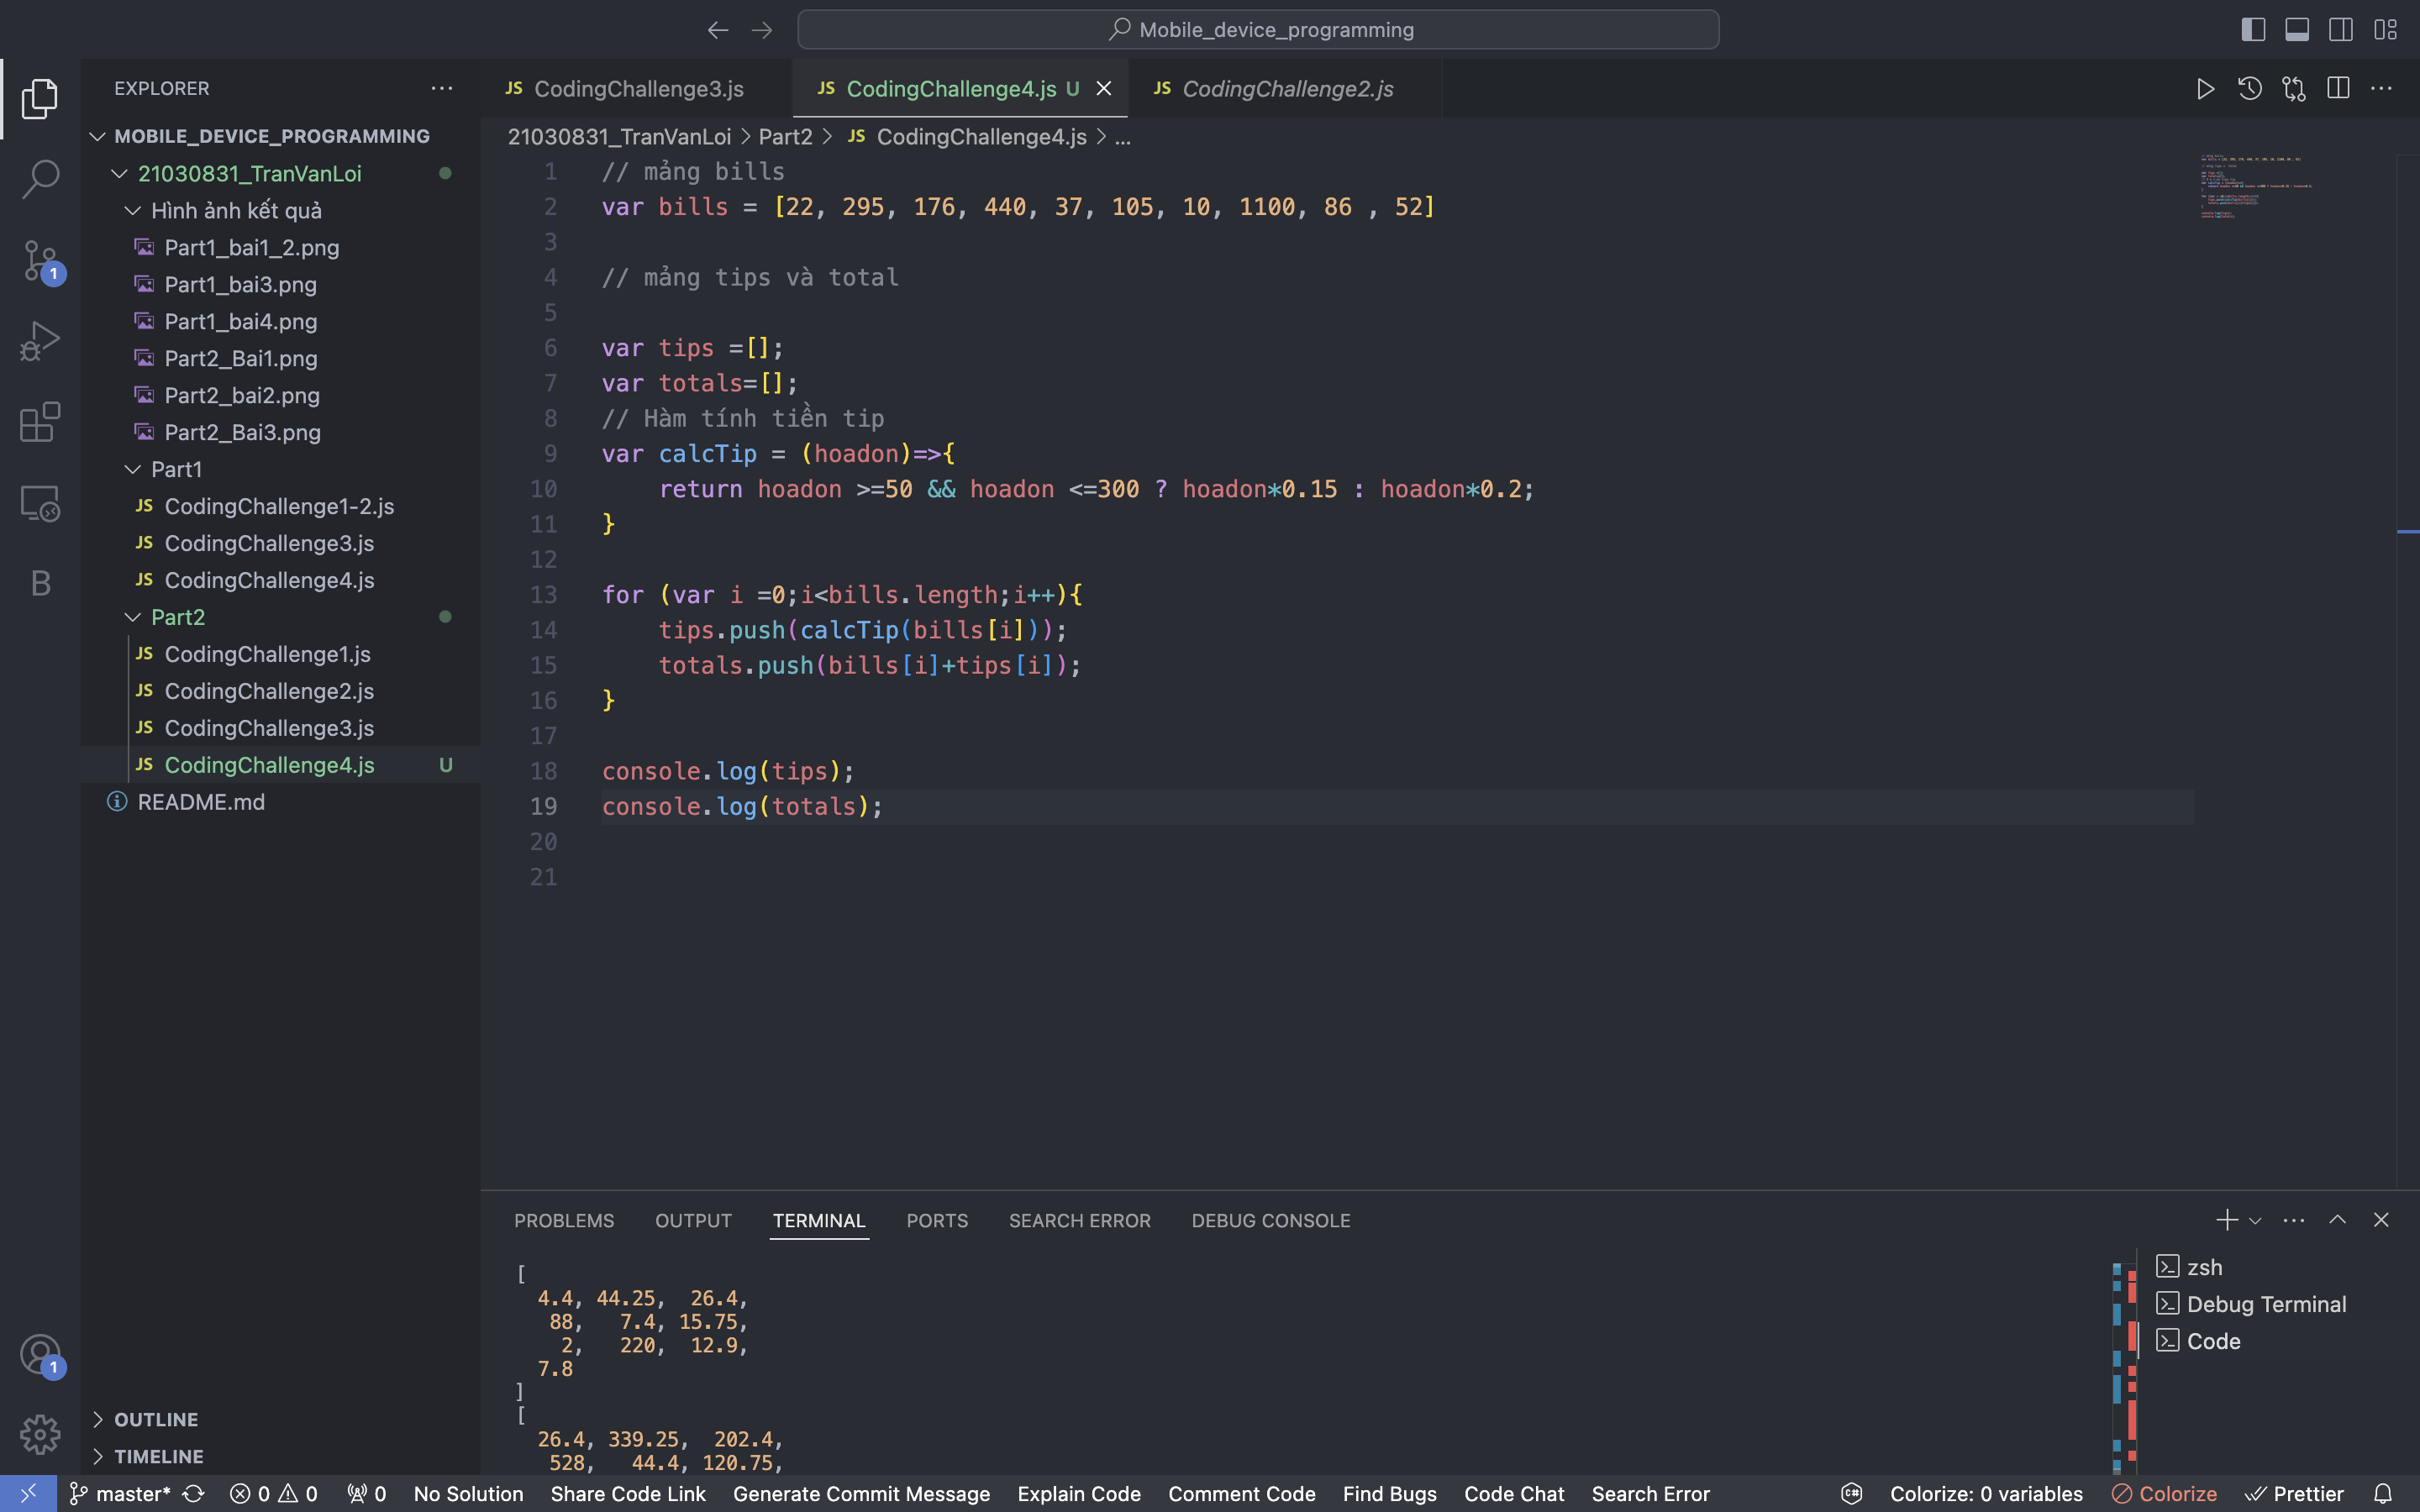 Mobile_device_programming
EXPLORER
MOBILE_DEVICE_PROGRAMMING
21030831_TranVanLoi
Hình ảnh kết quả
Part1_bai1_2.png
Part1_bai3.png
Part1_bai4.png
Part2_Bai1.png
Part2_bai2.png
Part2_Bai3.png
Part1
JS CodingChallenge1-2.js
JS CodingChallenge3.js
JS CodingChallenge4.js
Part2
JS CodingChallenge1.js
JS CodingChallenge2.js
JS CodingChallenge3.js
JS CodingChallenge4.js U
README.md
OUTLINE
TIMELINE
1
B
1
JS CodingChallenge3.js
JS CodingChallenge4.js U
JS CodingChallenge2.js
21030831_TranVanLoi > Part2 > JS CodingChallenge4.js > ...
1 // mảng bills
2 var bills = [22, 295, 176, 440, 37, 105, 10, 1100, 86 , 52]
3
4 // mảng tips và total
5
6 var tips =[];
7 var totals=[];
8 // Hàm tính tiền tip
9 var calcTip = (hoadon)=>{
10 return hoadon >=50 && hoadon <=300 ? hoadon*0.15 : hoadon*0.2;
11 }
12
13 for (var i =0;i<bills.length;i++){
14 tips.push(calcTip(bills[i]));
15 totals.push(bills[i]+tips[i]);
16 }
17
18 console.log(tips);
19 console.log(totals);
20
21
PROBLEMS OUTPUT TERMINAL PORTS SEARCH ERROR DEBUG CONSOLE
[
4.4, 44.25, 26.4,
88, 7.4, 15.75,
2, 220, 12.9,
7.8
]
[
26.4, 339.25, 202.4,
528, 44.4, 120.75,
zsh
Debug Terminal
Code
master* 0 0 0 No Solution Share Code Link Generate Commit Message Explain Code Comment Code Find Bugs Code Chat Search Error Colorize: 0 variables Colorize Prettier